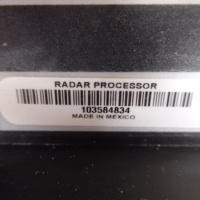 RADAR PROCESSOR
103584834
MADE IN MEXICO